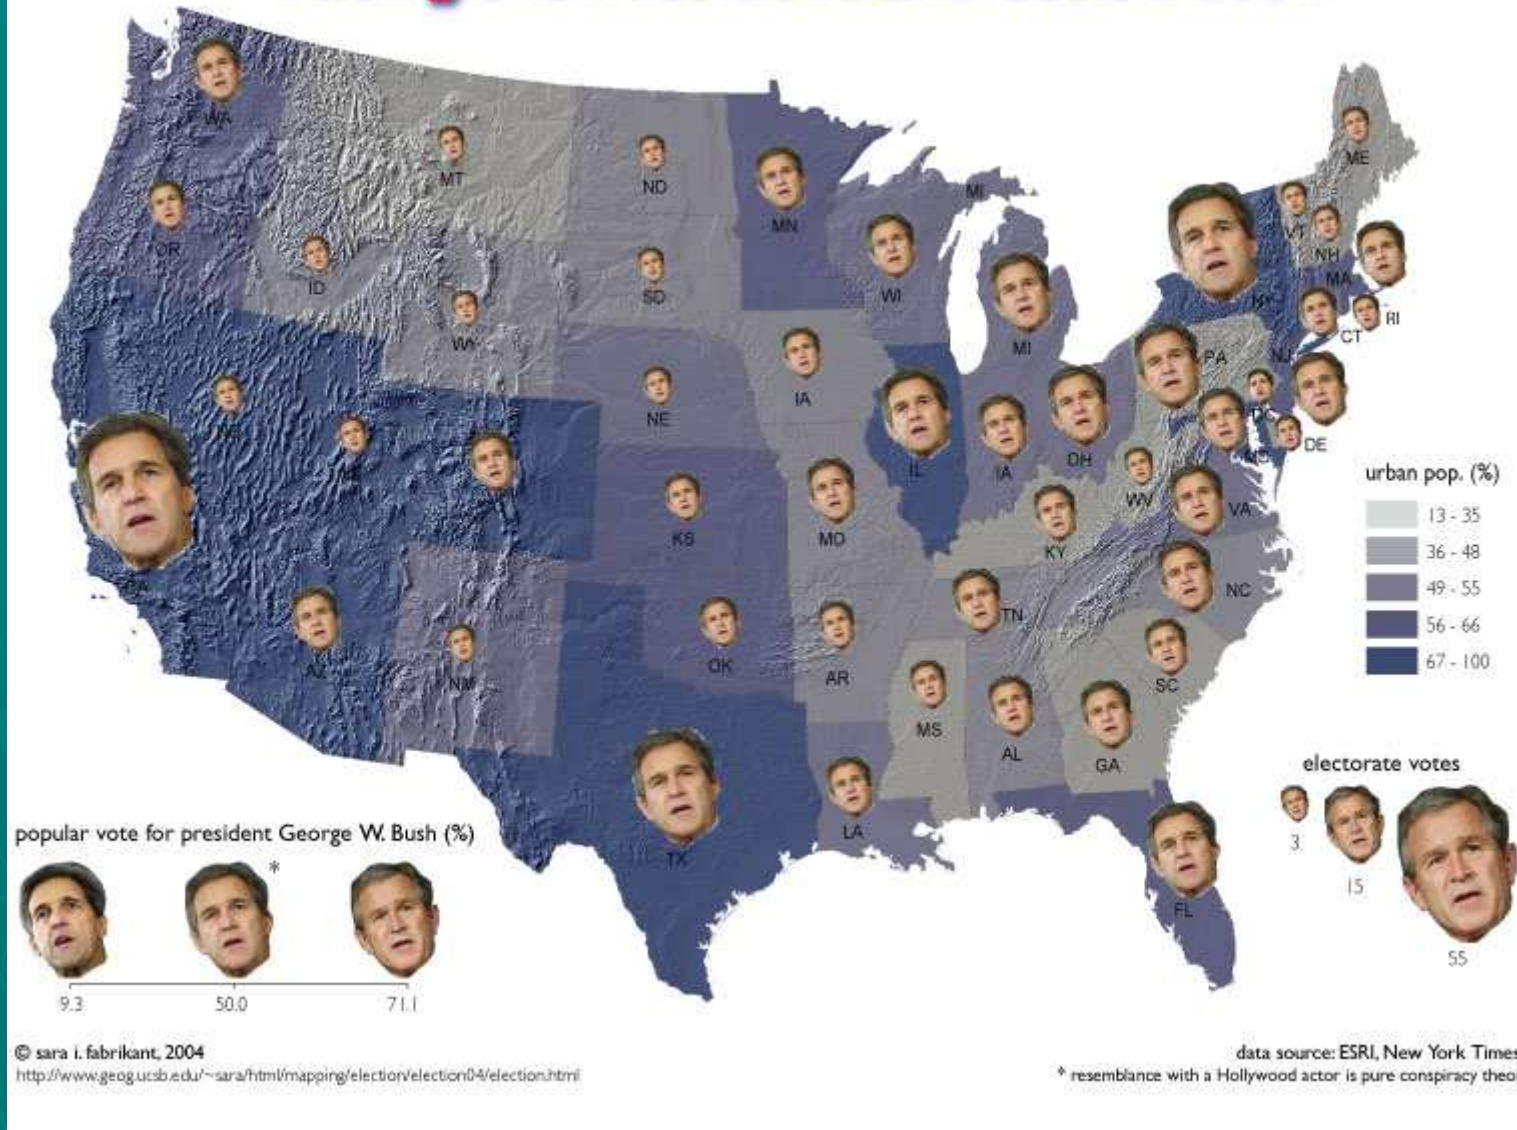 WA
MT
ND
MN
MI
ME
OR
ID
SD
WI
VT
NH
MA
WY
MI
NY
RI
CT
NE
IA
PA
NJ
NV
IL
IA
OH
DC
MD
DE
WV
KS
MO
KY
VA
CA
NC
TN
AZ
NM
OK
AR
SC
MS
AL
GA
LA
TX
FL
urban pop. (%)
13 - 35
36 - 48
49 - 55
56 - 66
67 - 100
electorate votes
3
15
55
popular vote for president George W. Bush (%)
*
9.3
50.0
71.1
© sara i. fabrikant, 2004
http://www.geog.ucsb.edu/~sara/html/mapping/election/election04/election.html
data source: ESRI, New York Times
* resemblance with a Hollywood actor is pure conspiracy theo